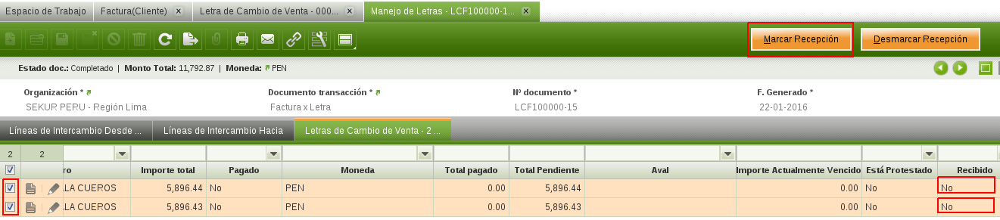 Espacio de Trabajo Factura(Cliente) x Letra de Cambio de Venta - 000... x Manejo de Letras - LCF100000-1... x
Marcar Recepción Desmarcar Recepción
Estado doc.: Completado | Monto Total: 11,792.87 | Moneda: PEN
Organización * Documento transacción * Nº documento * F. Generado *
SEKUR PERU - Región Lima Factura x Letra LCF100000-15 22-01-2016
Líneas de Intercambio Desde ... Líneas de Intercambio Hacia Letras de Cambio de Venta - 2 ...
2 2
ro Importe total Pagado Moneda Total pagado Total Pendiente Aval Importe Actualmente Vencido Está Protestado Recibido
.LA CUEROS 5,896.44 No PEN 0.00 5,896.44 0.00 No No
.LA CUEROS 5,896.43 No PEN 0.00 5,896.43 0.00 No No